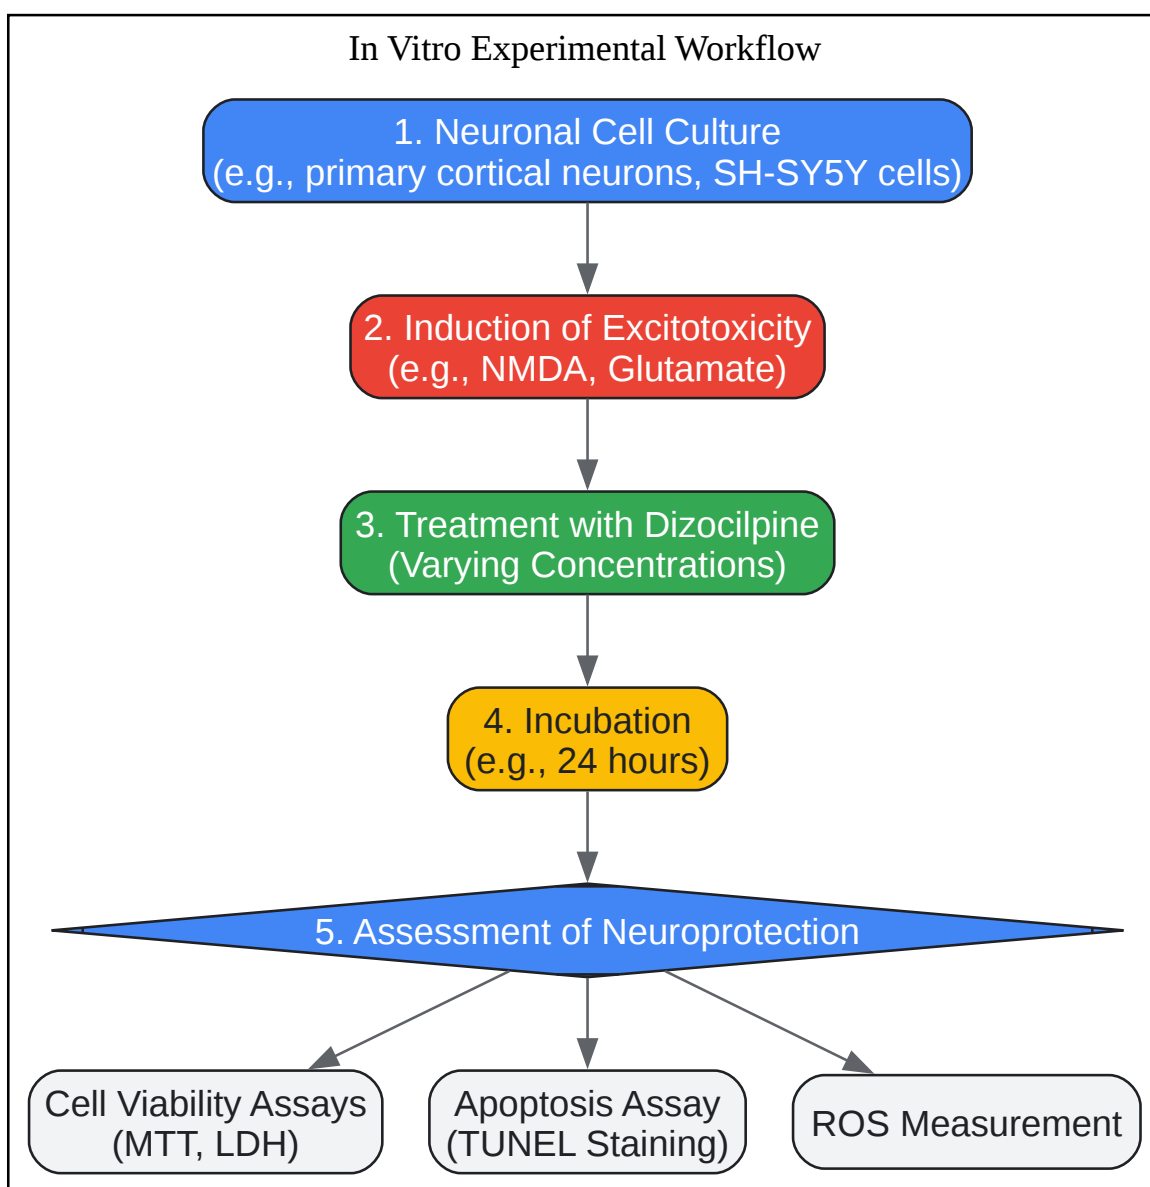 In Vitro Experimental Workflow
1. Neuronal Cell Culture
(e.g., primary cortical neurons, SH-SY5Y cells)
2. Induction of Excitotoxicity
(e.g., NMDA, Glutamate)
3. Treatment with Dizocilpine
(Varying Concentrations)
4. Incubation
(e.g., 24 hours)
5. Assessment of Neuroprotection
Cell Viability Assays
(MTT, LDH)
Apoptosis Assay
(TUNEL Staining)
ROS Measurement